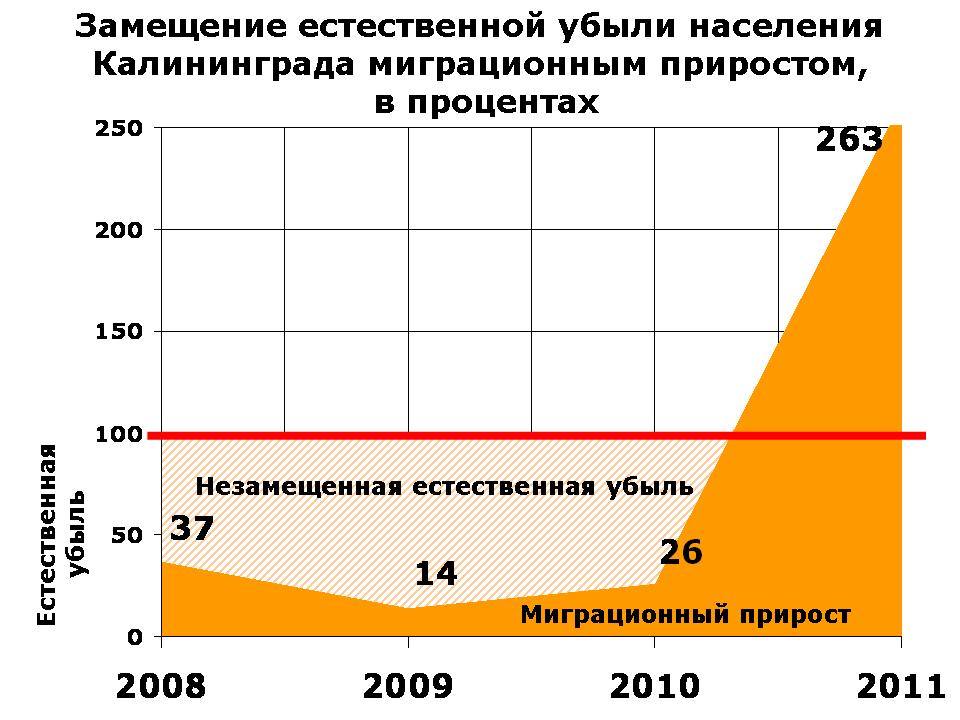 Замещение естественной убыли населения
Калининграда миграционным приростом,
в процентах
250
263
200
150
100
Естественная
убыль
Незамещенная естественная убыль
50
37
14
26
Миграционный прирост
0
2008
2009
2010
2011